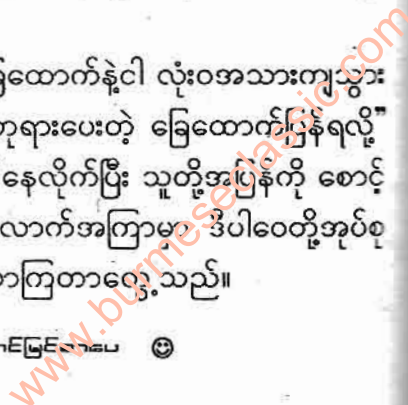 ခြေထောက်နဲ့ငါ လုံးဝအသားကျသွား
ဘုရားပေးတဲ့ ခြေထောက်ပြန်ရလို့"
နေလိုက်ပြီး သူတို့အပြန်ကို စောင့်
လောက်အကြာမှာ ဒီပါဝေတို့အုပ်စု
ကြတာလေ့သည်။
www.burmeseclassic.com